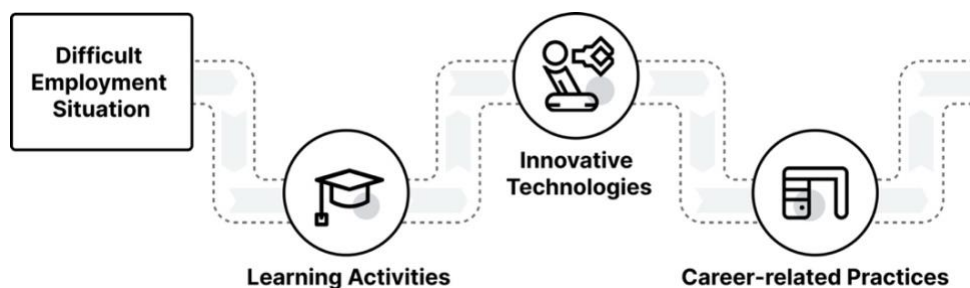 Difficult
Employment
Situation
Learning Activities
Innovative
Technologies
Career-related Practices